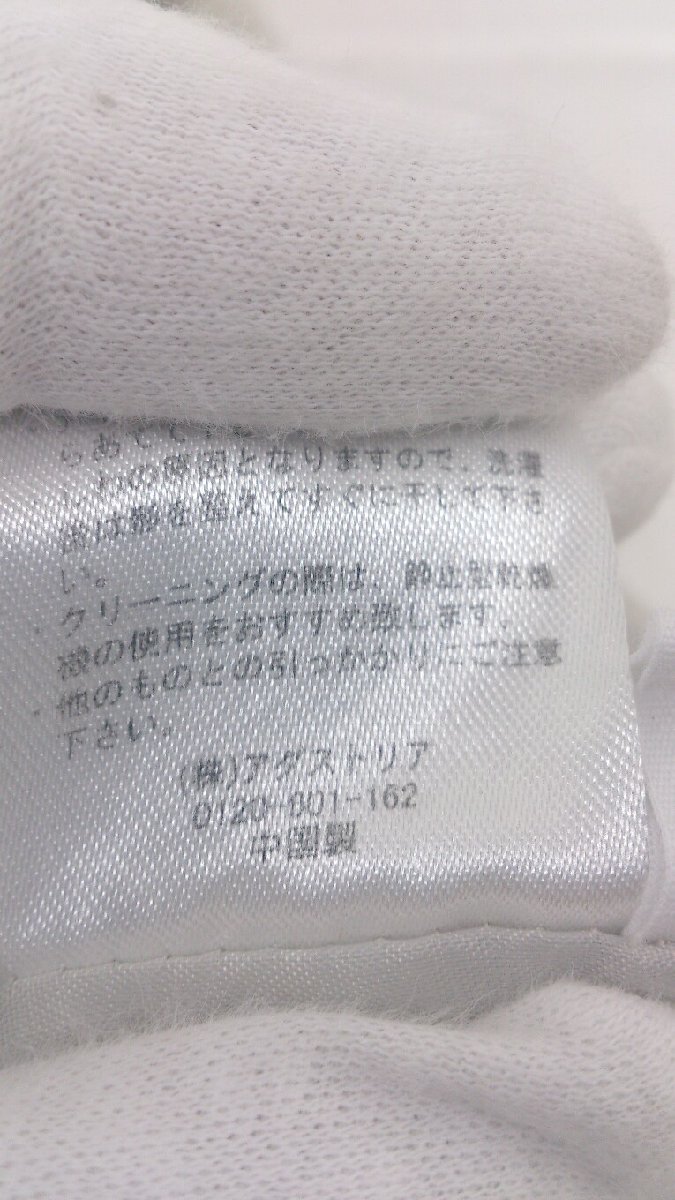 しわの原因となりますので、洗濯
後は形を整えてすぐに干して下さ
い。
・クリーニングの際は、静止型乾燥
機の使用をおすすめ致します。
・他のものとの引っかかりにご注意
下さい。
(株)アダストリア
0120-601-162
中国製